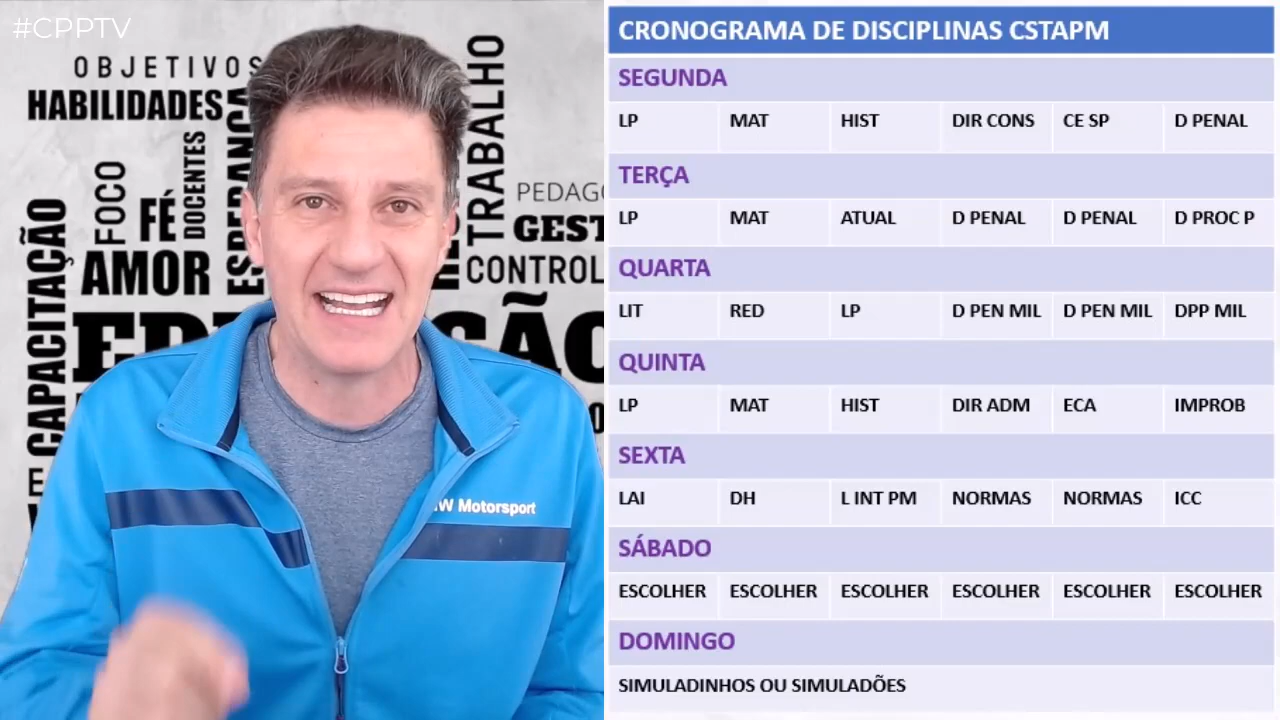 #CPPTV
OBJETIVOS
HABILIDADES
ESPERANÇA
TRABALHO
DOCENTES
FOCO
FÉ
AMOR
CAPACITAÇÃO
PEDAGO
GEST
CONTROL
W Motorsport
CRONOGRAMA DE DISCIPLINAS CSTAPM
SEGUNDA
LP MAT HIST DIR CONS CE SP D PENAL
TERÇA
LP MAT ATUAL D PENAL D PENAL D PROC P
QUARTA
LIT RED LP D PEN MIL D PEN MIL DPP MIL
QUINTA
LP MAT HIST DIR ADM ECA IMPROB
SEXTA
LAI DH L INT PM NORMAS NORMAS ICC
SÁBADO
ESCOLHER ESCOLHER ESCOLHER ESCOLHER ESCOLHER ESCOLHER
DOMINGO
SIMULADINHOS OU SIMULADÕES